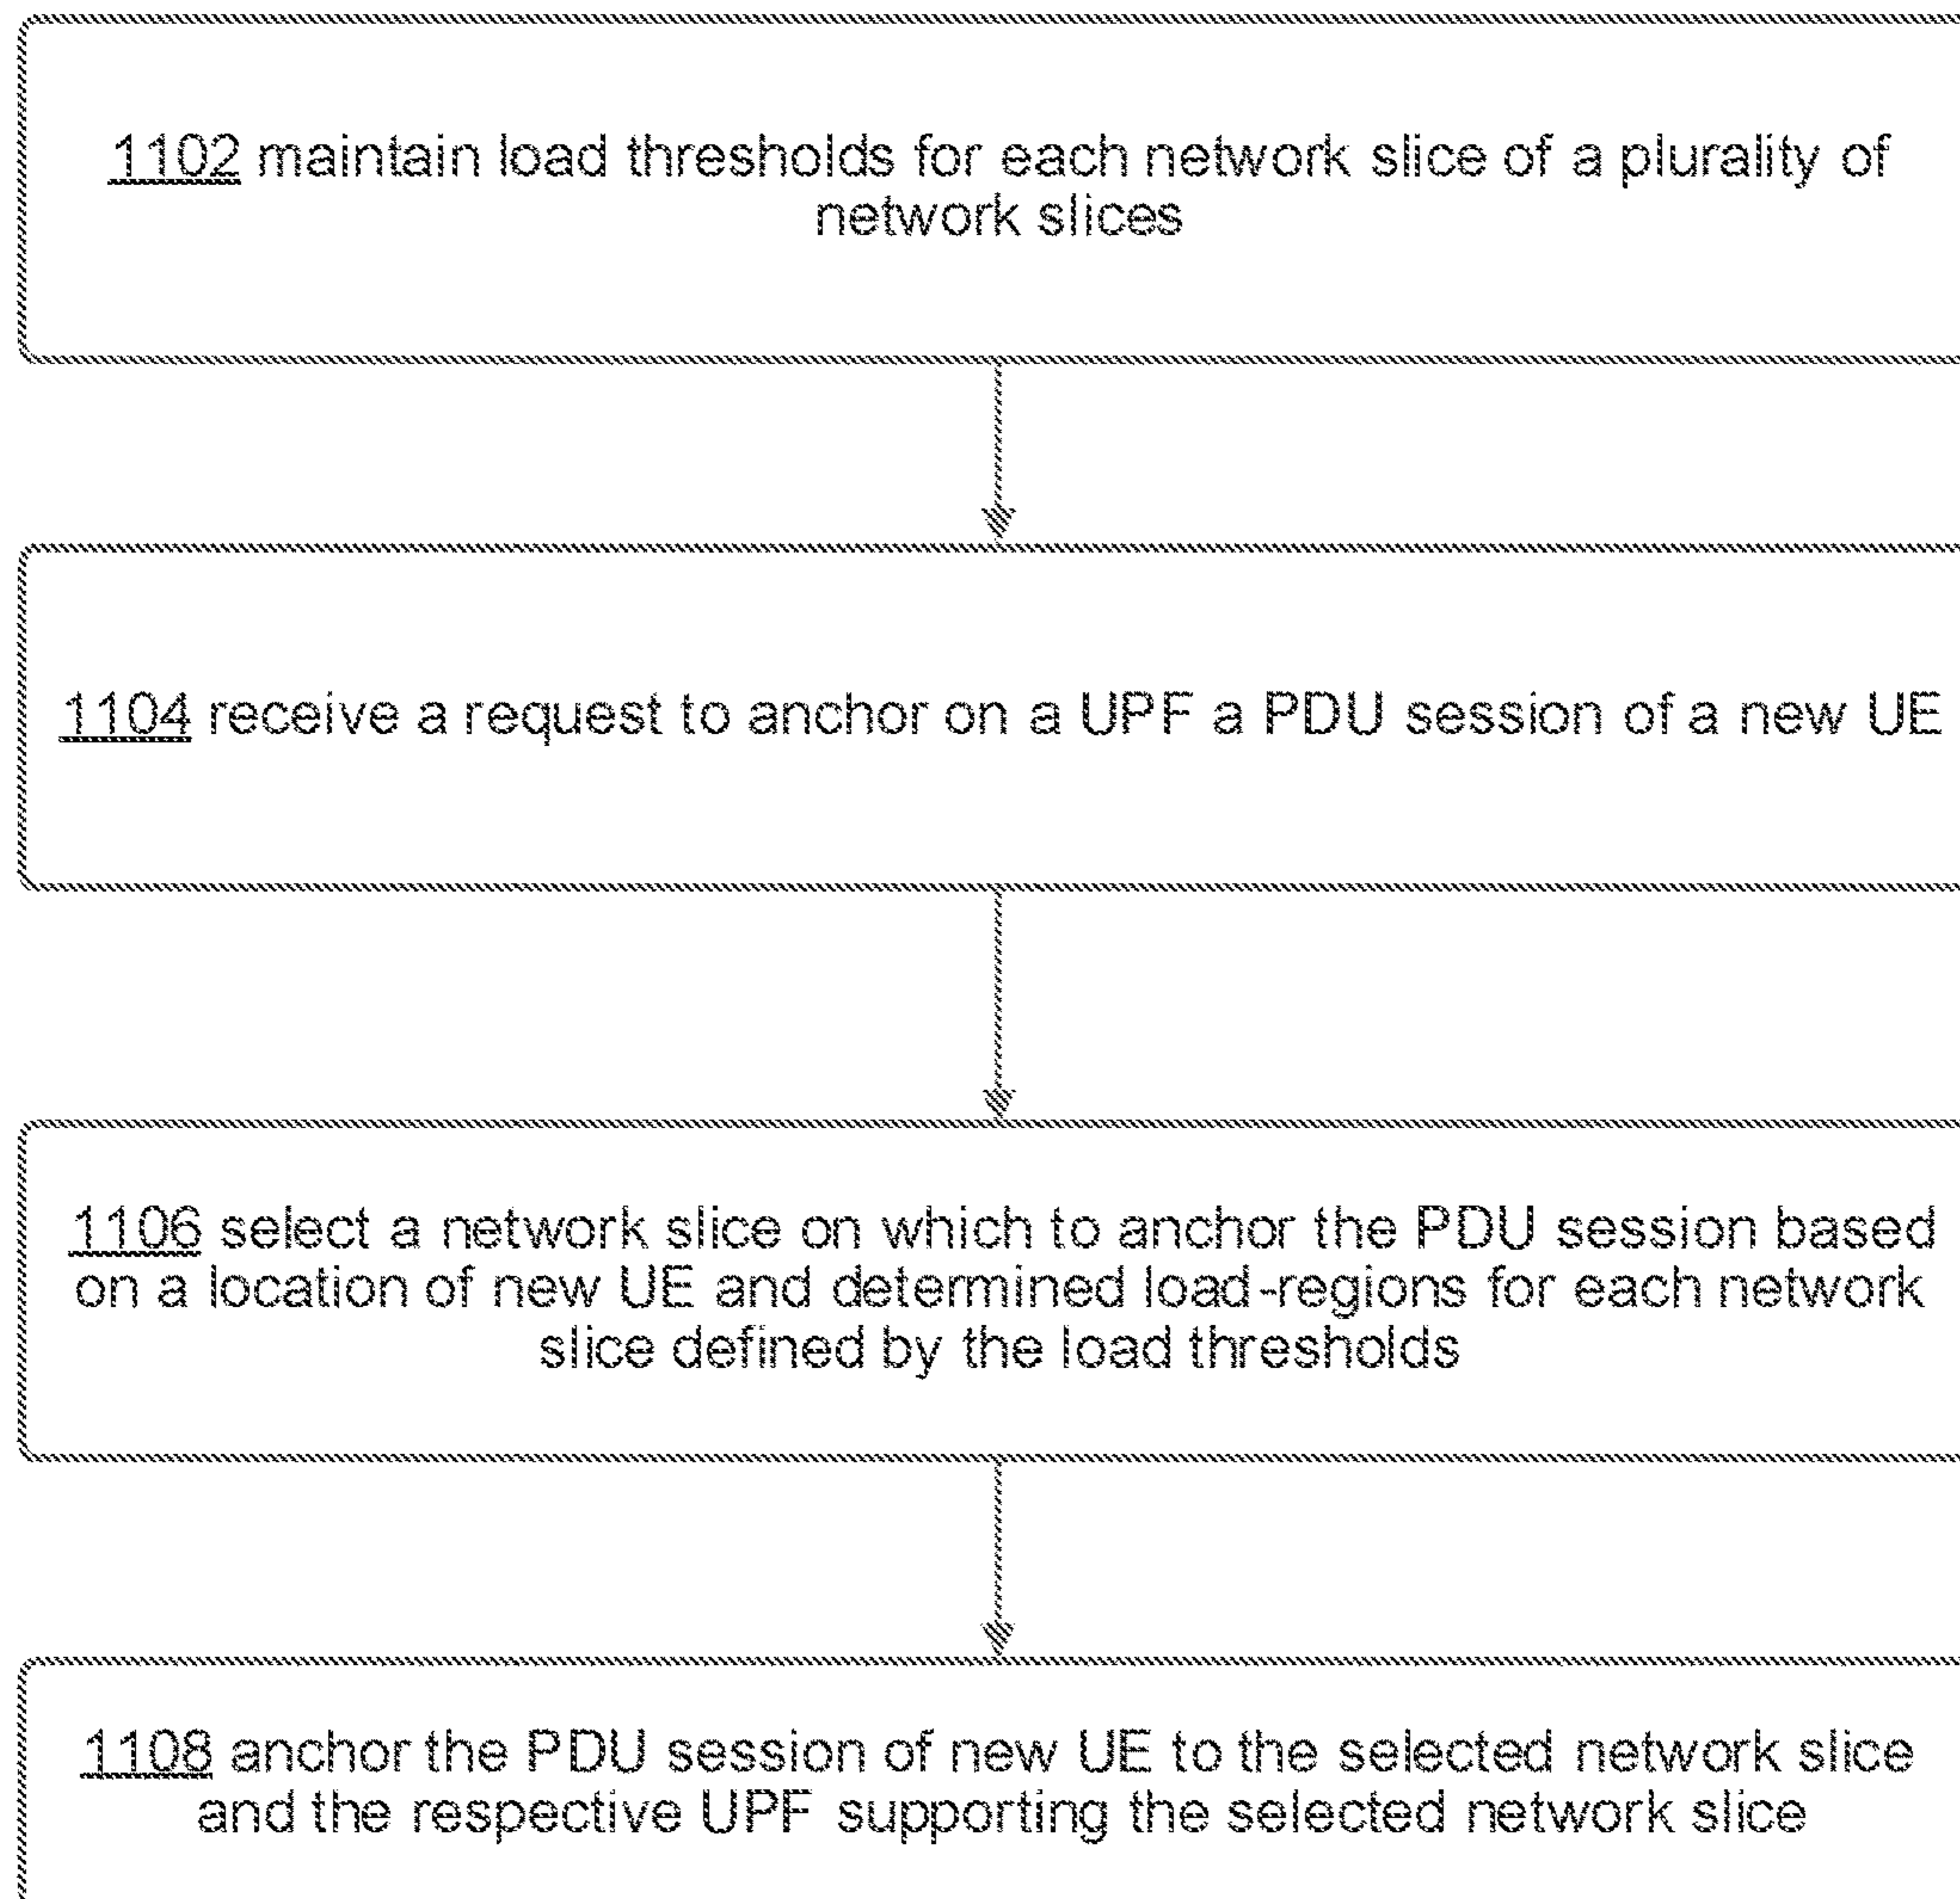 1102 maintain load thresholds for each network slice of a plurality of
network slices
1104 receive a request to anchor on a UPF a PDU session of a new UE
1106 select a network slice on which to anchor the PDU session based
on a location of new UE and determined load-regions for each network
slice defined by the load thresholds
1108 anchor the PDU session of new UE to the selected network slice
and the respective UPF supporting the selected network slice